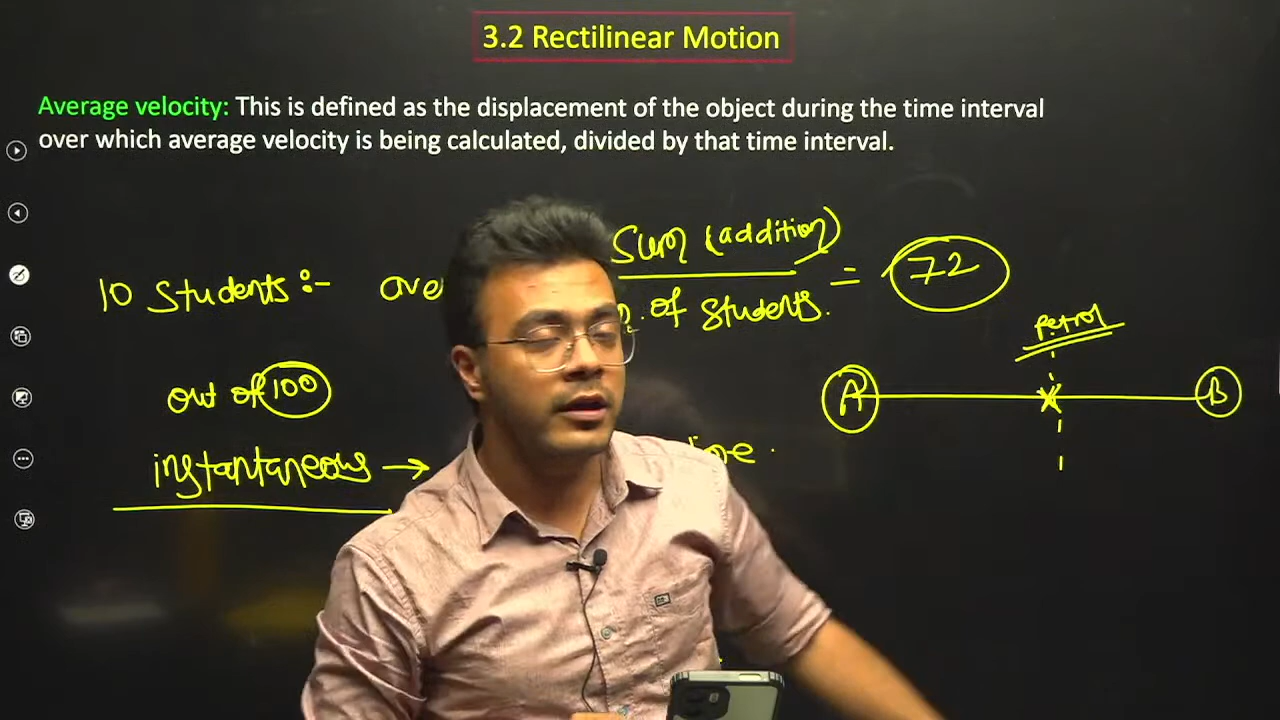 3.2 Rectilinear Motion
Average velocity: This is defined as the displacement of the object during the time interval
over which average velocity is being calculated, divided by that time interval.
10 Students :- ave
Sum (addition)
of Students. = 72
out of 100
instantaneous →
Petrol
A B